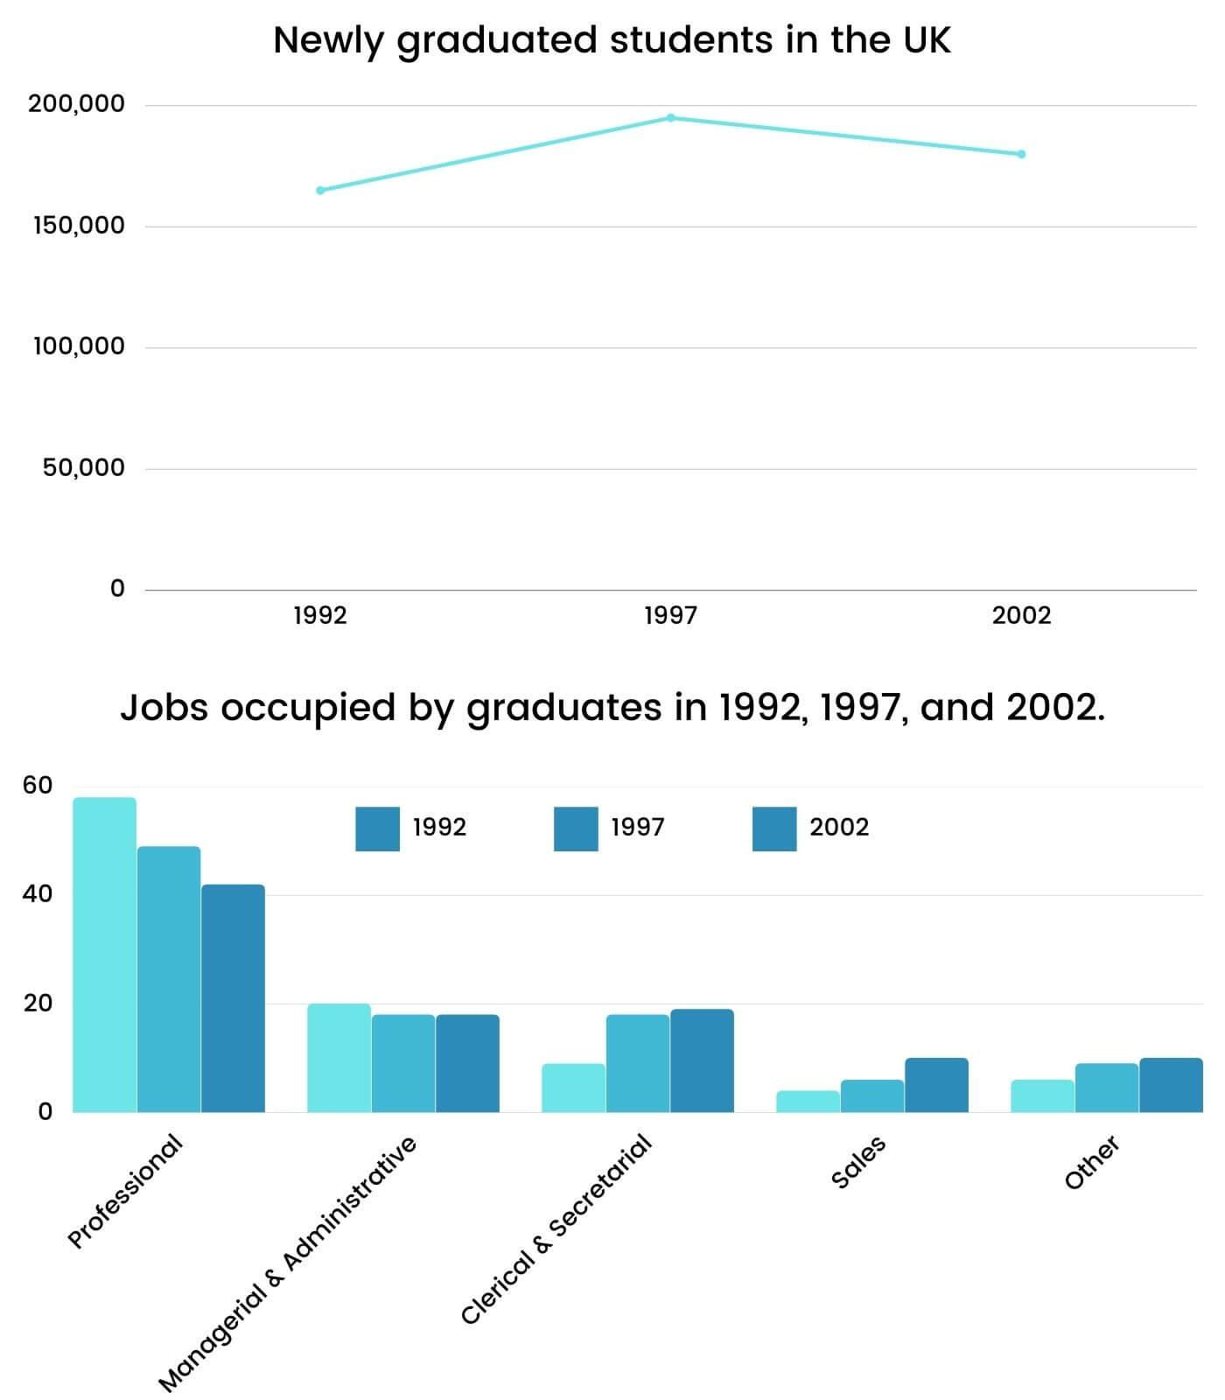 Newly graduated students in the UK
200,000
150,000
100,000
50,000
0
1992 1997 2002
Jobs occupied by graduates in 1992, 1997, and 2002.
60
1992 1997 2002
40
20
0
Professional
Managerial & Administrative
Clerical & Secretarial
Sales
Other